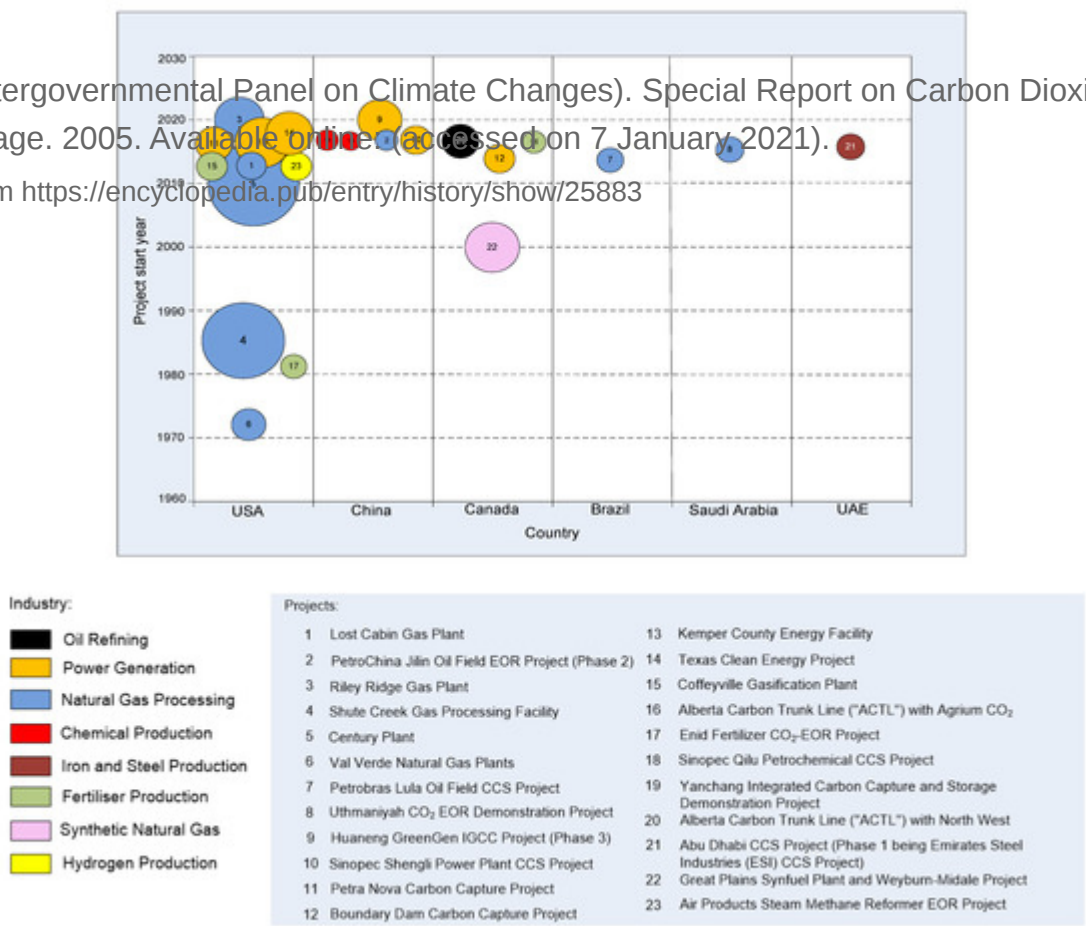 2030
tergovernmental Panel on Climate Changes). Special Report on Carbon Dioxi
2020
3
9
age. 2005. Available online: (accessed on 7 January 2021).
12
7
8
21
15
1
23
2010
m https://encyclopedia.pub/entry/history/show/25883
Project start year
2000
22
1990
4
1980
17
1970
6
1960
USA China Canada Brazil Saudi Arabia UAE
Country
Industry:
Oil Refining
Power Generation
Natural Gas Processing
Chemical Production
Iron and Steel Production
Fertiliser Production
Synthetic Natural Gas
Hydrogen Production
Projects:
1 Lost Cabin Gas Plant
2 PetroChina Jilin Oil Field EOR Project (Phase 2)
3 Riley Ridge Gas Plant
4 Shute Creek Gas Processing Facility
5 Century Plant
6 Val Verde Natural Gas Plants
7 Petrobras Lula Oil Field CCS Project
8 Uthmaniyah CO₂ EOR Demonstration Project
9 Huaneng GreenGen IGCC Project (Phase 3)
10 Sinopec Shengli Power Plant CCS Project
11 Petra Nova Carbon Capture Project
12 Boundary Dam Carbon Capture Project
13 Kemper County Energy Facility
14 Texas Clean Energy Project
15 Coffeyville Gasification Plant
16 Alberta Carbon Trunk Line ("ACTL") with Agrium CO₂
17 Enid Fertilizer CO₂-EOR Project
18 Sinopec Qilu Petrochemical CCS Project
19 Yanchang Integrated Carbon Capture and Storage
Demonstration Project
20 Alberta Carbon Trunk Line ("ACTL") with North West
21 Abu Dhabi CCS Project (Phase 1 being Emirates Steel
Industries (ESI) CCS Project)
22 Great Plains Synfuel Plant and Weyburn-Midale Project
23 Air Products Steam Methane Reformer EOR Project